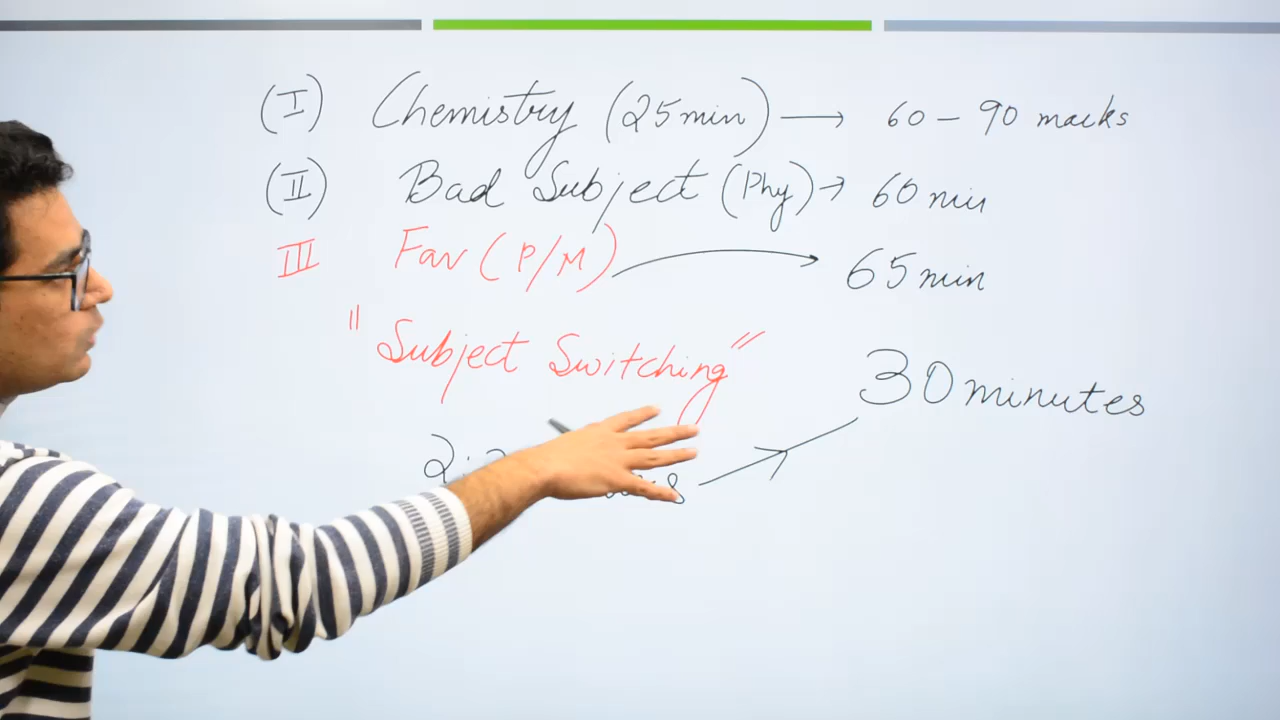 (I) Chemistry (25 min) → 60 – 90 marks
(II) Bad Subject (Phy) → 60 min
III Fav (P/M) → 65 min
"Subject Switching"
30 minutes